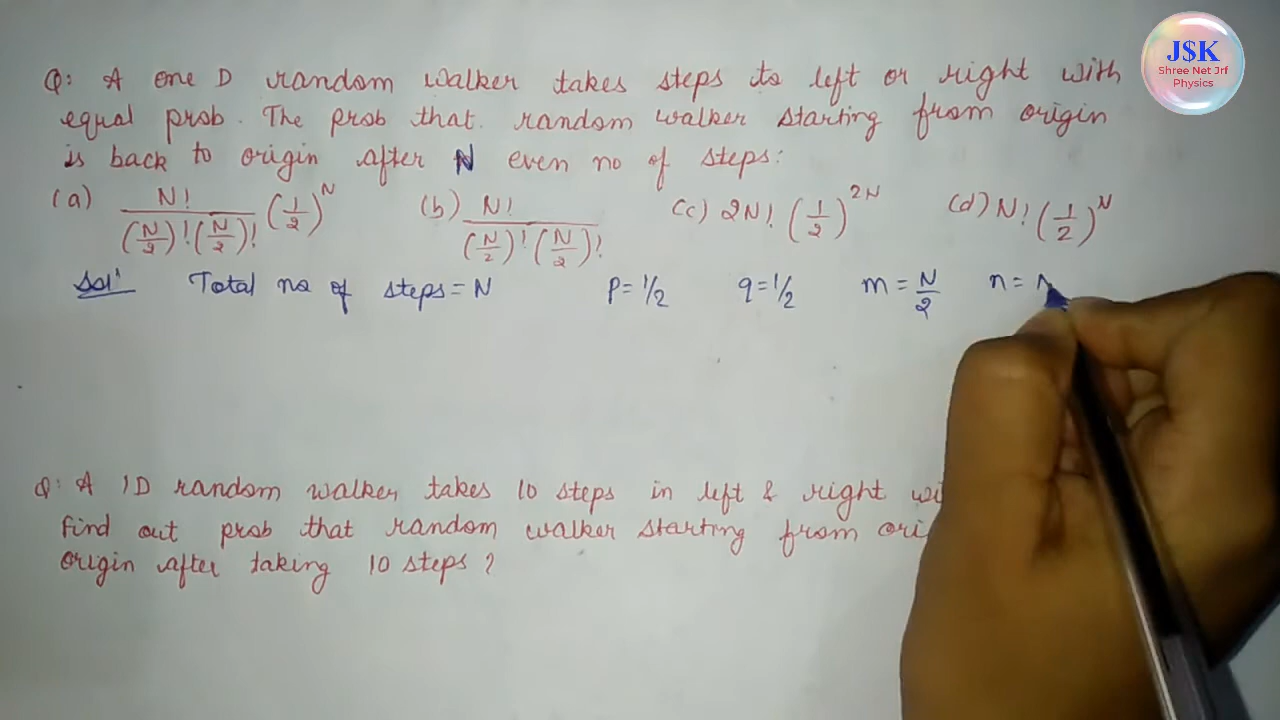 J$K
Shree Net Jrf
Physics
Q: A one D random walker takes steps to left or right with
equal prob. The prob that random walker starting from origin
is back to origin after N even no of steps:
(a) N! / (N/2)! (N/2)! (1/2)^N (b) N! / (N/2)! (N/2)! (c) 2N! (1/2)^2N (d) N! (1/2)^N
Sol' Total no of steps = N p = 1/2 q = 1/2 m = N/2 n =
Q: A 1D random walker takes 10 steps in left & right
find out prob that random walker starting from
origin after taking 10 steps ?